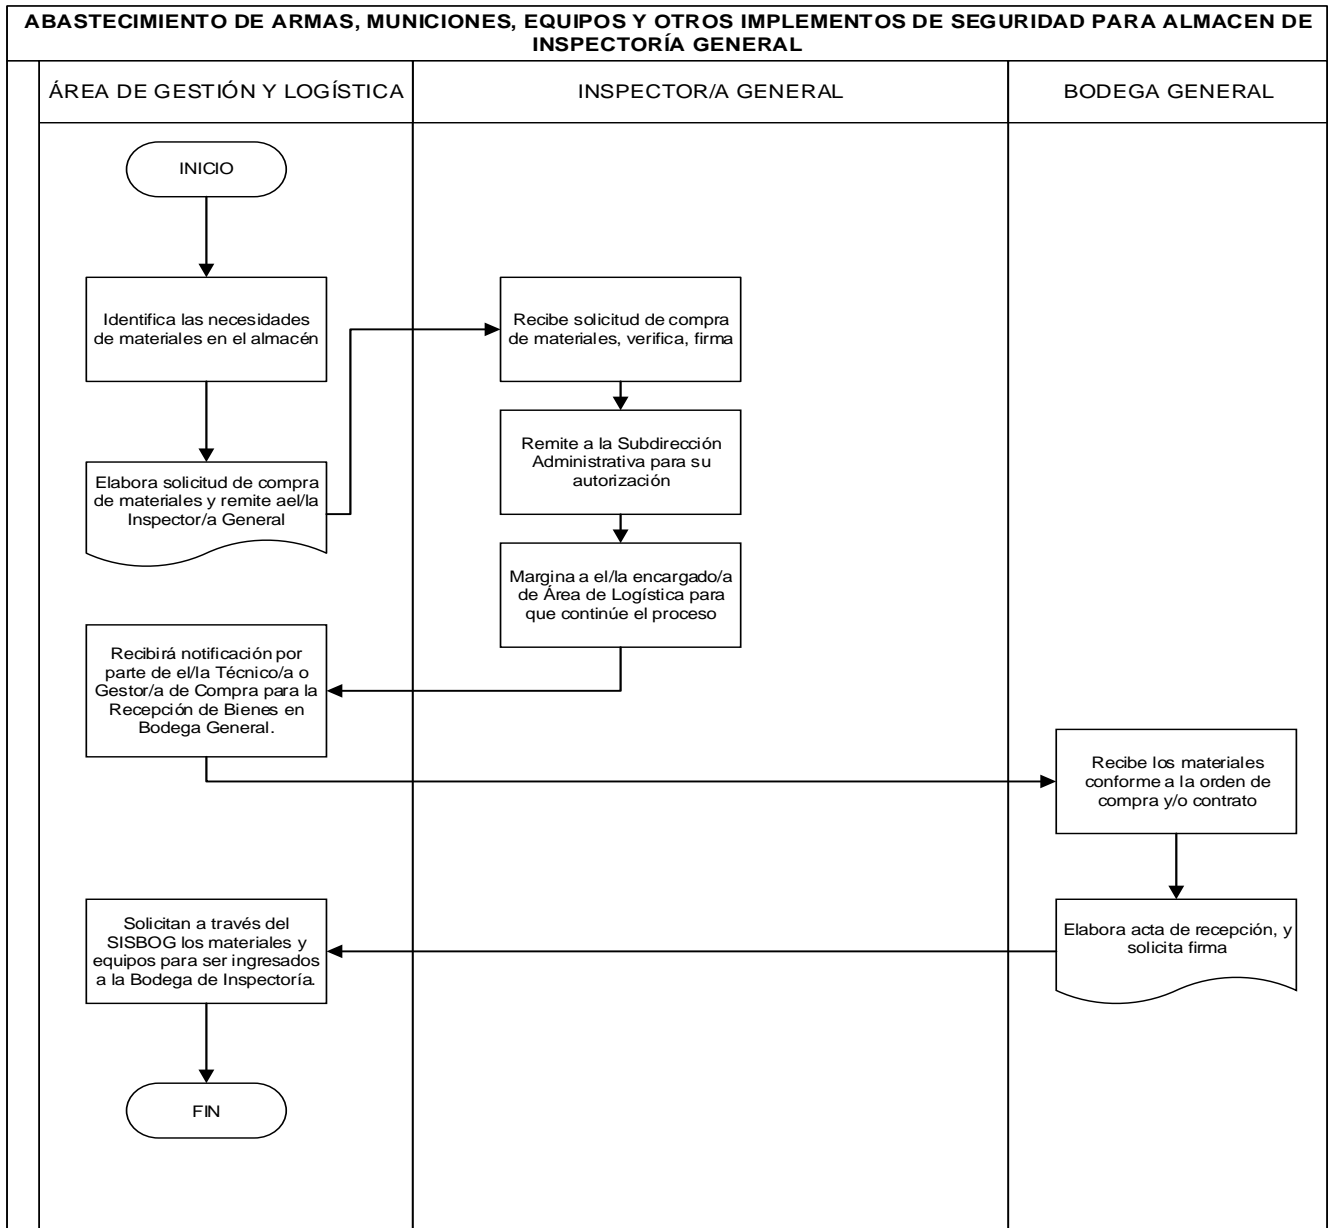 ABASTECIMIENTO DE ARMAS, MUNICIONES, EQUIPOS Y OTROS IMPLEMENTOS DE SEGURIDAD PARA ALMACEN DE
INSPECTORÍA GENERAL
ÁREA DE GESTIÓN Y LOGÍSTICA
INSPECTOR/A GENERAL
BODEGA GENERAL
INICIO
Identifica las necesidades
de materiales en el almacén
Elabora solicitud de compra
de materiales y remite ael/la
Inspector/a General
Recibe solicitud de compra
de materiales, verifica, firma
Remite a la Subdirección
Administrativa para su
autorización
Margina a el/la encargado/a
de Área de Logística para
que continúe el proceso
Recibirá notificación por
parte de el/la Técnico/a o
Gestor/a de Compra para la
Recepción de Bienes en
Bodega General.
Recibe los materiales
conforme a la orden de
compra y/o contrato
Elabora acta de recepción, y
solicita firma
Solicitan a través del
SISBOG los materiales y
equipos para ser ingresados
a la Bodega de Inspectoría.
FIN